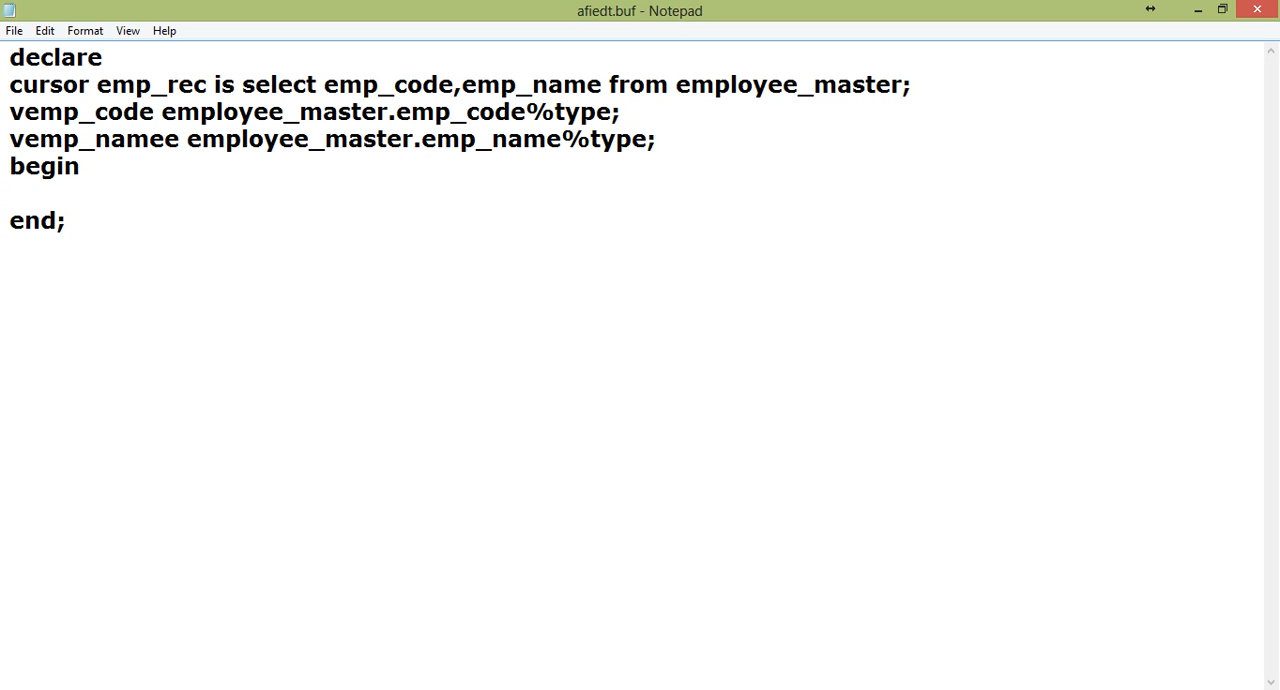 afiedt.buf - Notepad
File Edit Format View Help
declare
cursor emp_rec is select emp_code,emp_name from employee_master;
vemp_code employee_master.emp_code%type;
vemp_namee employee_master.emp_name%type;
begin
end;